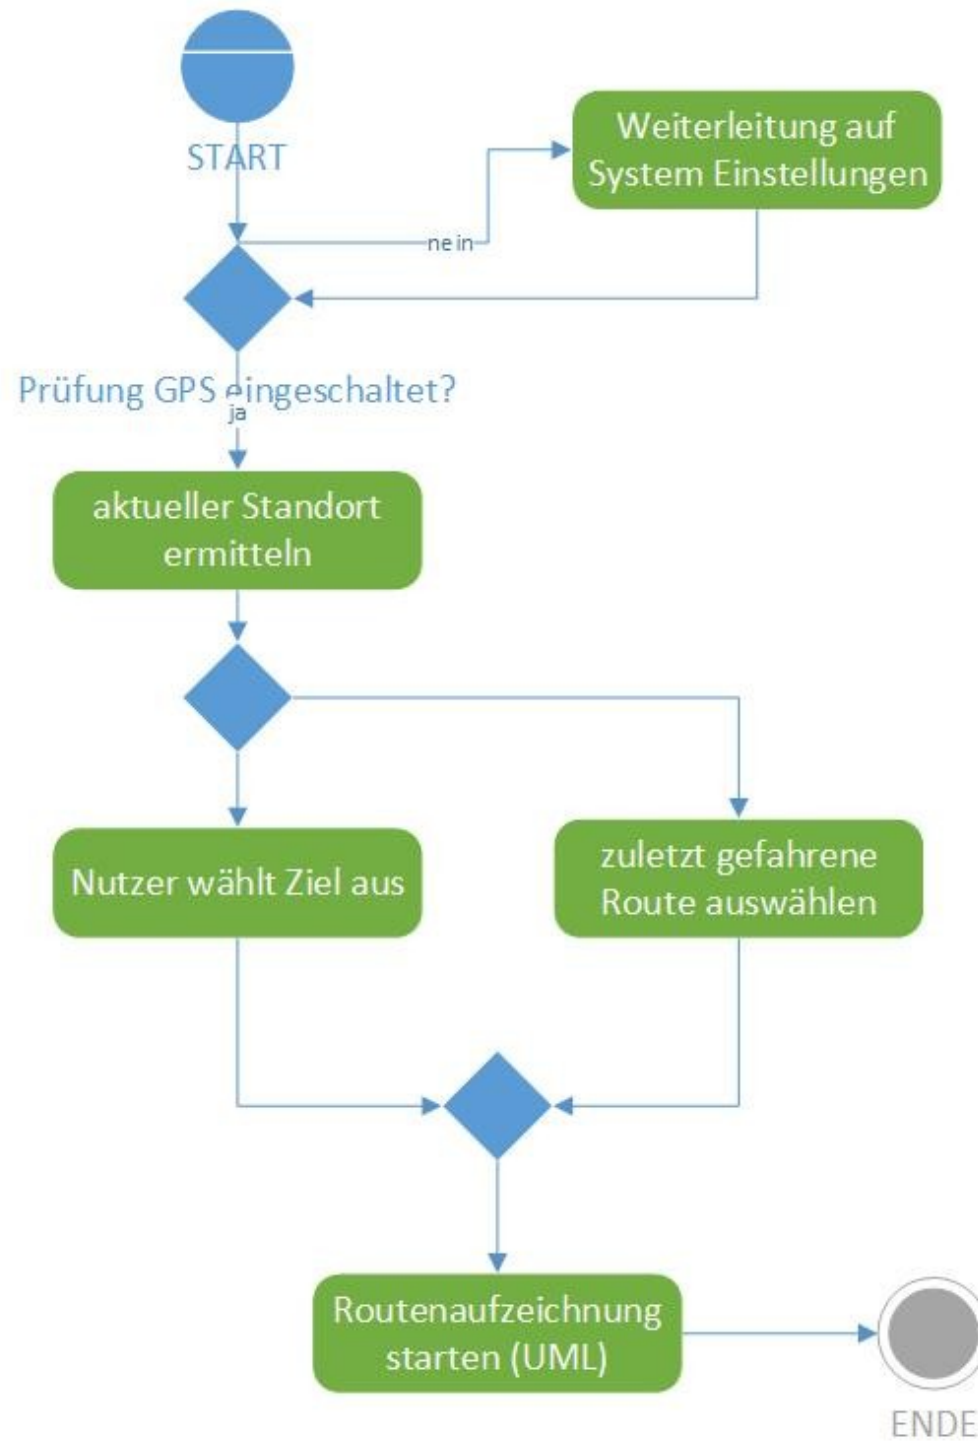 START
Weiterleitung auf
System Einstellungen
nein
Prüfung GPS eingeschaltet?
ja
aktueller Standort
ermitteln
Nutzer wählt Ziel aus
zuletzt gefahrene
Route auswählen
Routenaufzeichnung
starten (UML)
ENDE